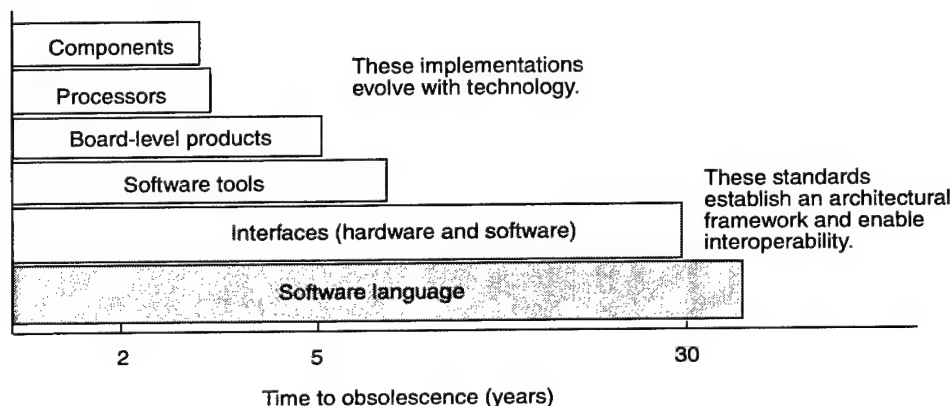 Components
Processors
Board-level products
Software tools
Interfaces (hardware and software)
Software language
These implementations
evolve with technology.
These standards
establish an architectural
framework and enable
interoperability.
2 5 30
Time to obsolescence (years)